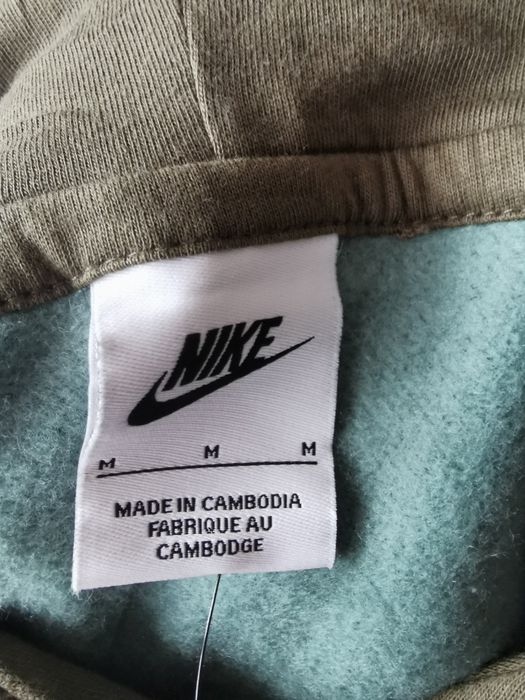 NIKE
M M M
MADE IN CAMBODIA
FABRIQUE AU
CAMBODGE